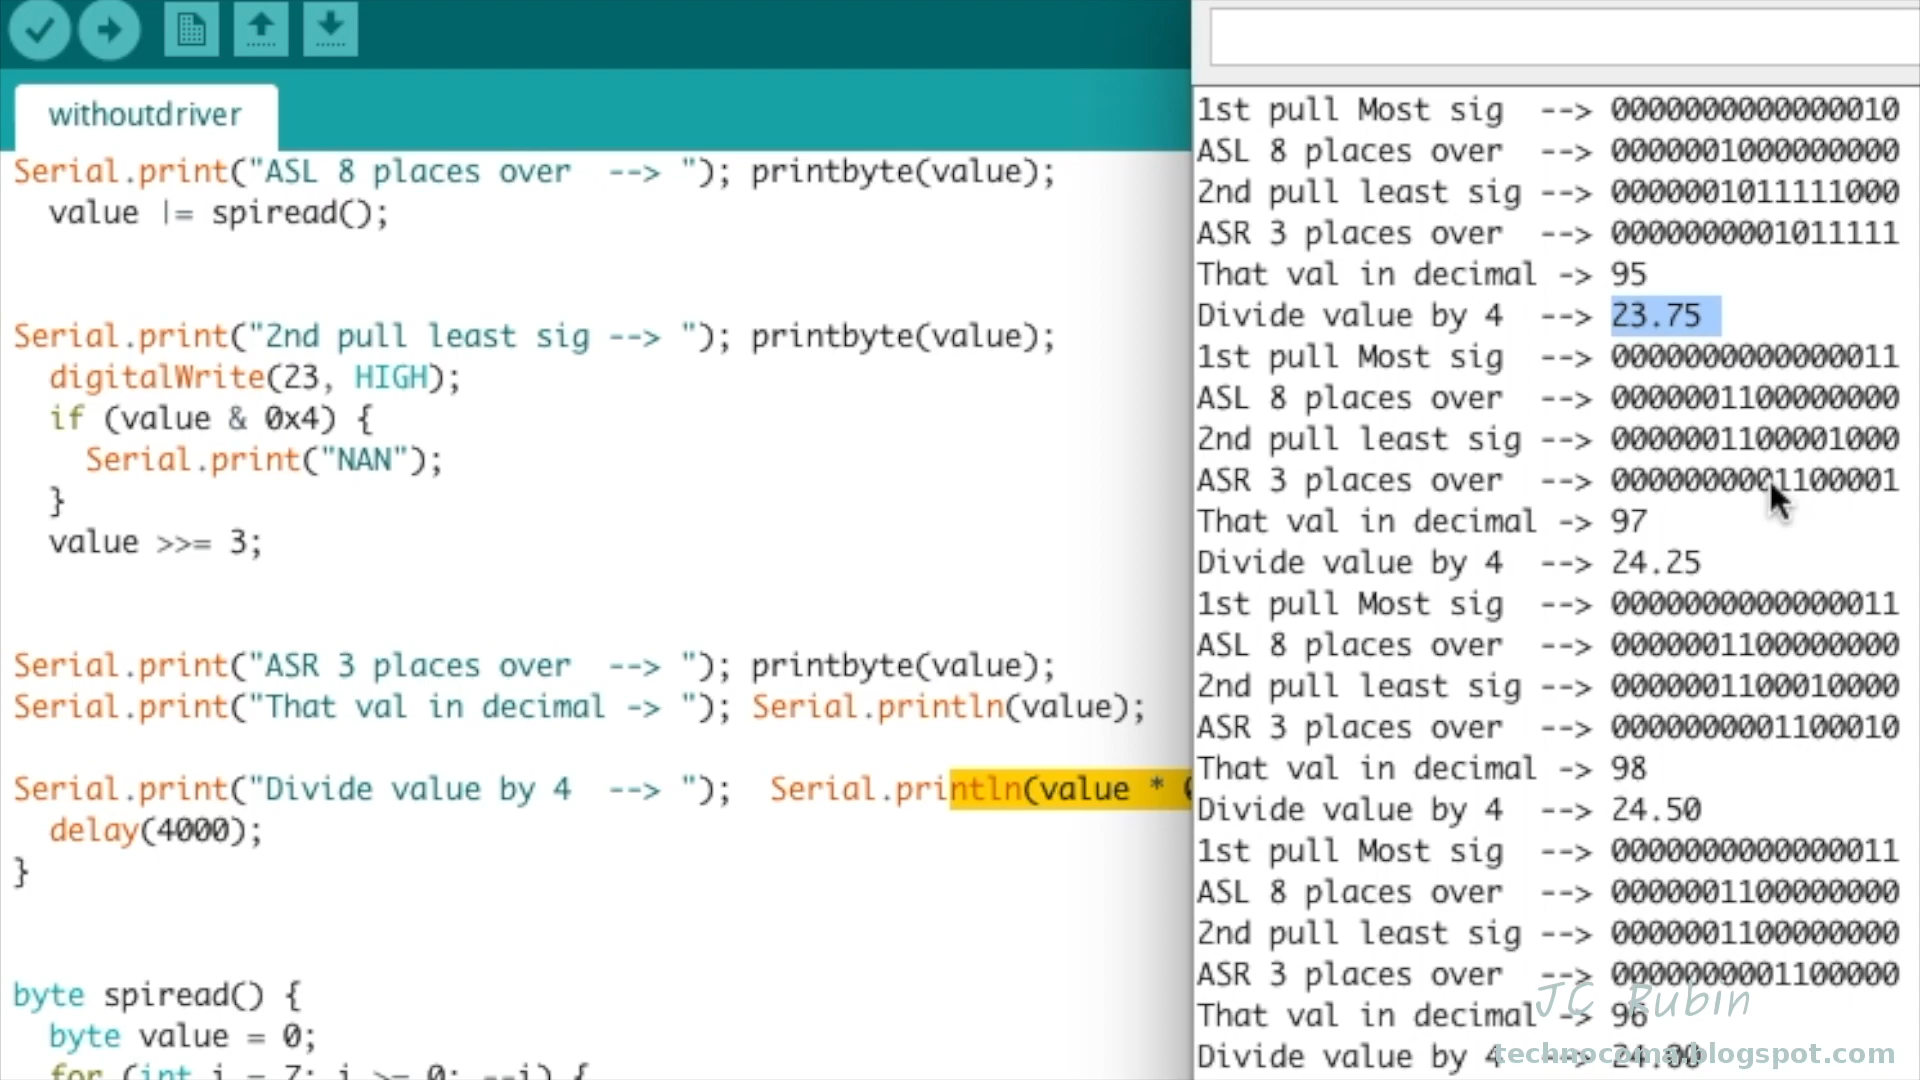 withoutdriver
Serial.print("ASL 8 places over  --> "); printbyte(value);
value |= spiread();
Serial.print("2nd pull least sig --> "); printbyte(value);
digitalWrite(23, HIGH);
if (value & 0x4) {
Serial.print("NAN");
}
value >>= 3;
Serial.print("ASR 3 places over  --> "); printbyte(value);
Serial.print("That val in decimal -> "); Serial.println(value);
Serial.print("Divide value by 4  --> ");  Serial.println(value *
delay(4000);
}
byte spiread() {
byte value = 0;
for (int i = 7; i >= 0; --i) {
1st pull Most sig  --> 0000000000000010
ASL 8 places over  --> 0000001000000000
2nd pull least sig --> 0000001011111000
ASR 3 places over  --> 0000000001011111
That val in decimal -> 95
Divide value by 4  --> 23.75
1st pull Most sig  --> 0000000000000011
ASL 8 places over  --> 0000001100000000
2nd pull least sig --> 0000001100001000
ASR 3 places over  --> 0000000001100001
That val in decimal -> 97
Divide value by 4  --> 24.25
1st pull Most sig  --> 0000000000000011
ASL 8 places over  --> 0000001100000000
2nd pull least sig --> 0000001100010000
ASR 3 places over  --> 0000000001100010
That val in decimal -> 98
Divide value by 4  --> 24.50
1st pull Most sig  --> 0000000000000011
ASL 8 places over  --> 0000001100000000
2nd pull least sig --> 0000001100000000
ASR 3 places over  --> 0000000001100000
That val in decimal -> 96
Divide value by 4  --> 24.00
JC Rubin
technocoma.blogspot.com